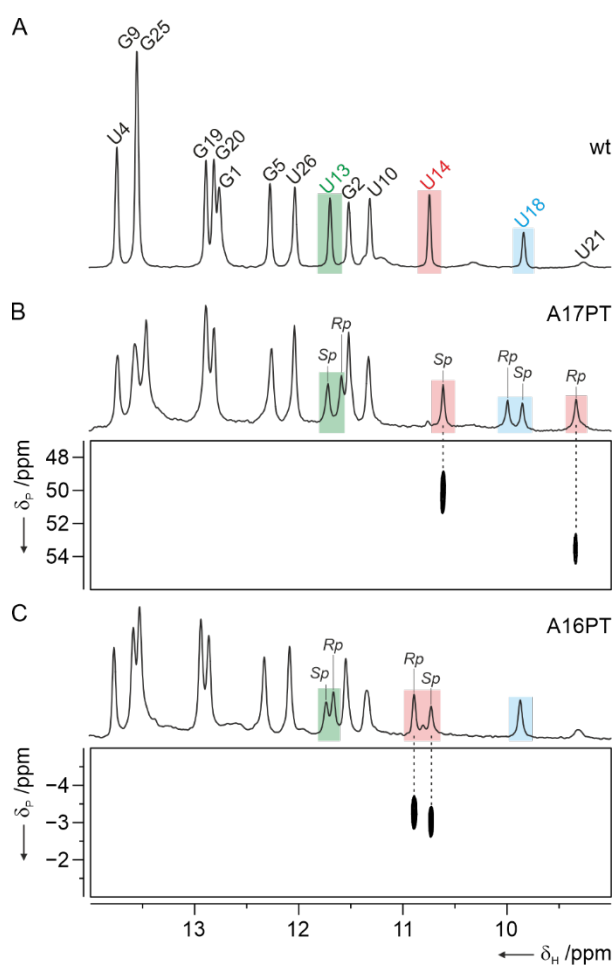 A
U4
G9
G25
G19
G20
G1
G5
U26
U13
G2
U10
U14
U18
U21
wt
B
A17PT
Sp
Rp
Sp
Rp
Sp
Rp
48
50
52
54
δP /ppm
C
A16PT
Sp
Rp
Rp
Sp
−4
−3
−2
δP /ppm
13
12
11
10
δH /ppm